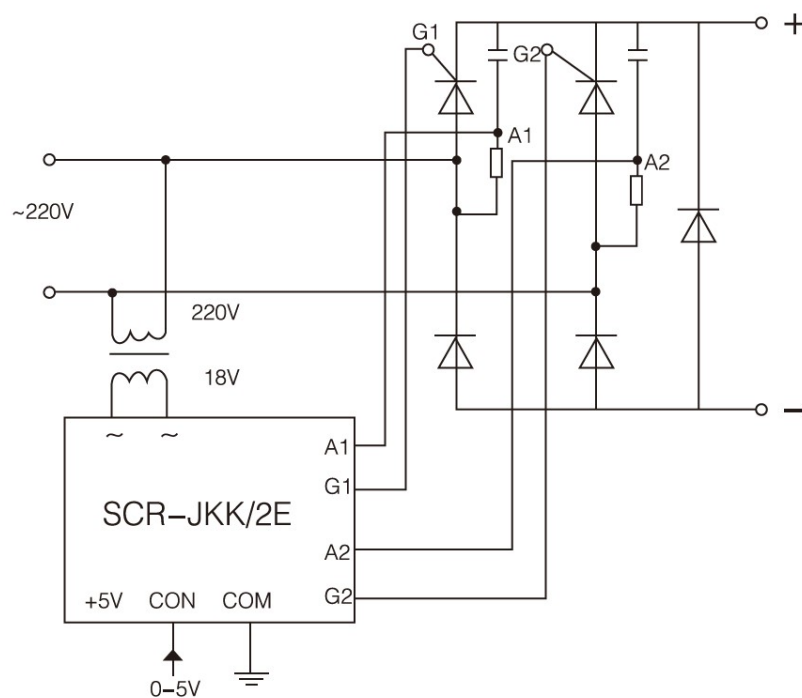 G1
G2
+
A1
A2
~220V
220V
18V
−
~ ~
A1
G1
SCR–JKK/2E
A2
G2
+5V CON COM
0–5V